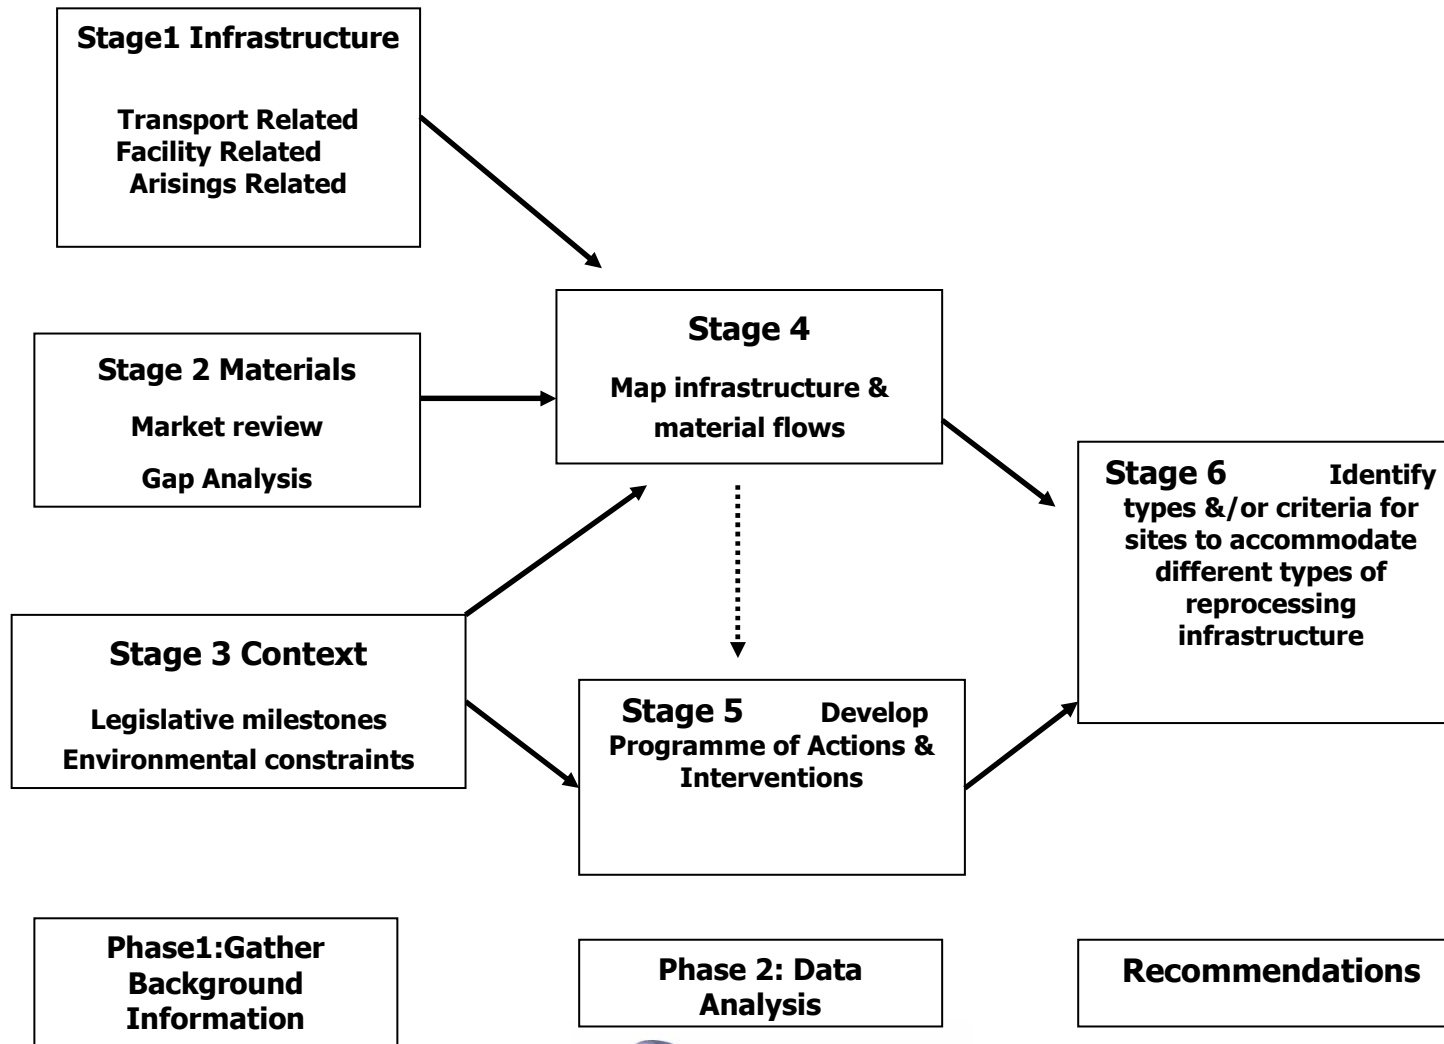 Stage1 Infrastructure
Transport Related
Facility Related
Arisings Related
Stage 2 Materials
Market review
Gap Analysis
Stage 3 Context
Legislative milestones
Environmental constraints
Stage 4
Map infrastructure &
material flows
Stage 5 Develop
Programme of Actions &
Interventions
Stage 6 Identify
types &/or criteria for
sites to accommodate
different types of
reprocessing
infrastructure
Phase1:Gather
Background
Information
Phase 2: Data
Analysis
Recommendations